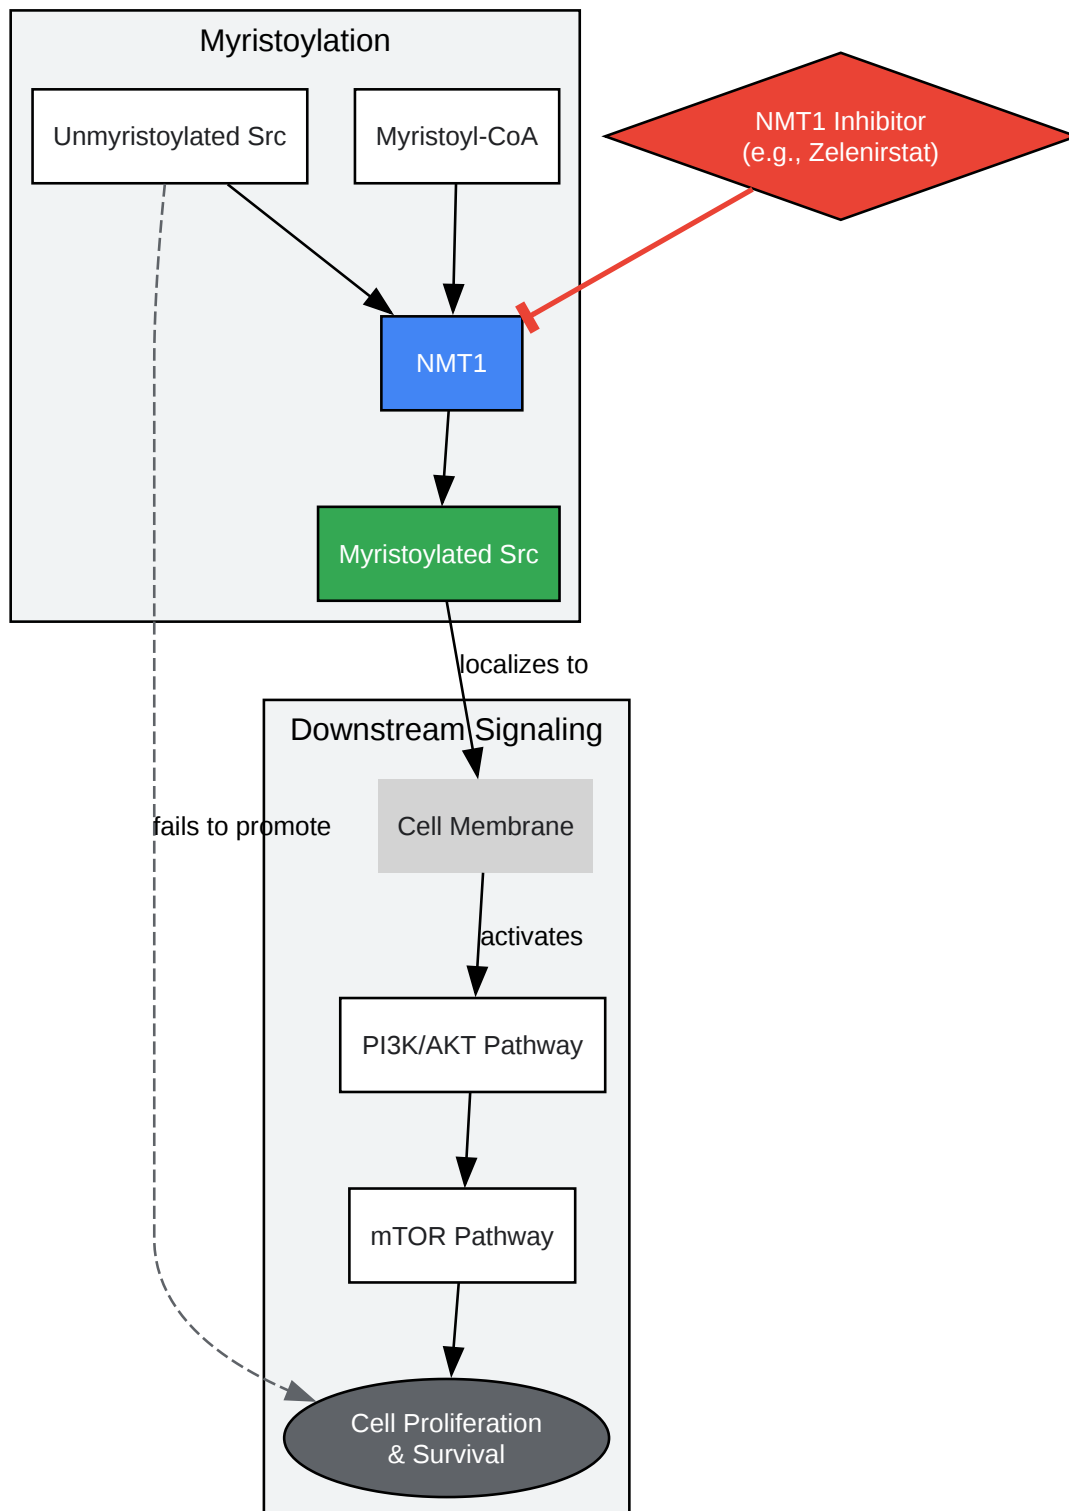 Myristoylation
Unmyristoylated Src
Myristoyl-CoA
NMT1 Inhibitor
(e.g., Zelenirstat)
NMT1
Myristoylated Src
localizes to
Downstream Signaling
Cell Membrane
fails to promote
activates
PI3K/AKT Pathway
mTOR Pathway
Cell Proliferation
& Survival